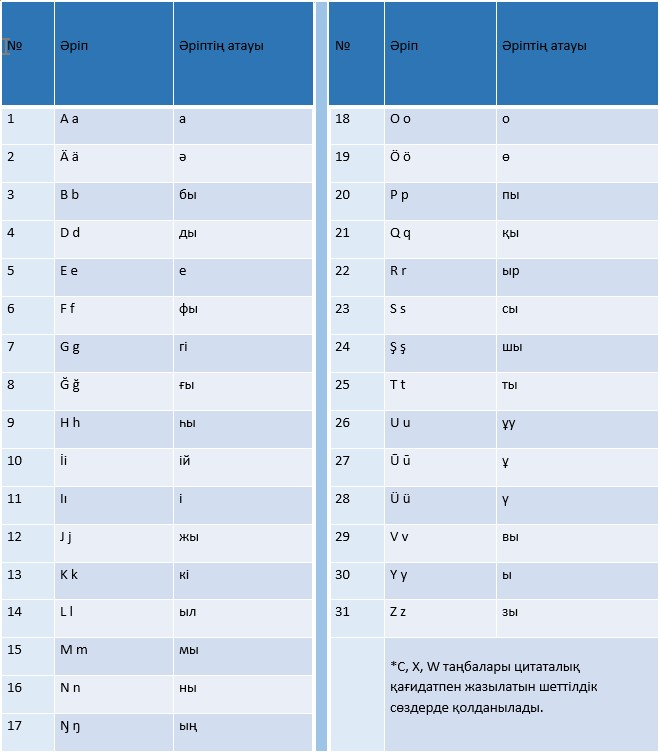 № Әріп Әріптің атауы
1 A a а
2 Ä ä ә
3 B b бы
4 D d ды
5 E e е
6 F f фы
7 G g гі
8 Ğ ğ ғы
9 H h һы
10 İi ій
11 Iı і
12 J j жы
13 K k кі
14 L l ыл
15 M m мы
16 N n ны
17 Ŋ ŋ ың
№ Әріп Әріптің атауы
18 O o о
19 Ö ö ө
20 P p пы
21 Q q қы
22 R r ыр
23 S s сы
24 Ş ş шы
25 T t ты
26 U u ұу
27 Ū ū ұ
28 Ü ü ү
29 V v вы
30 Y y ы
31 Z z зы
*C, X, W таңбалары цитаталық
қағидатпен жазылатын шеттілдік
сөздерде қолданылады.